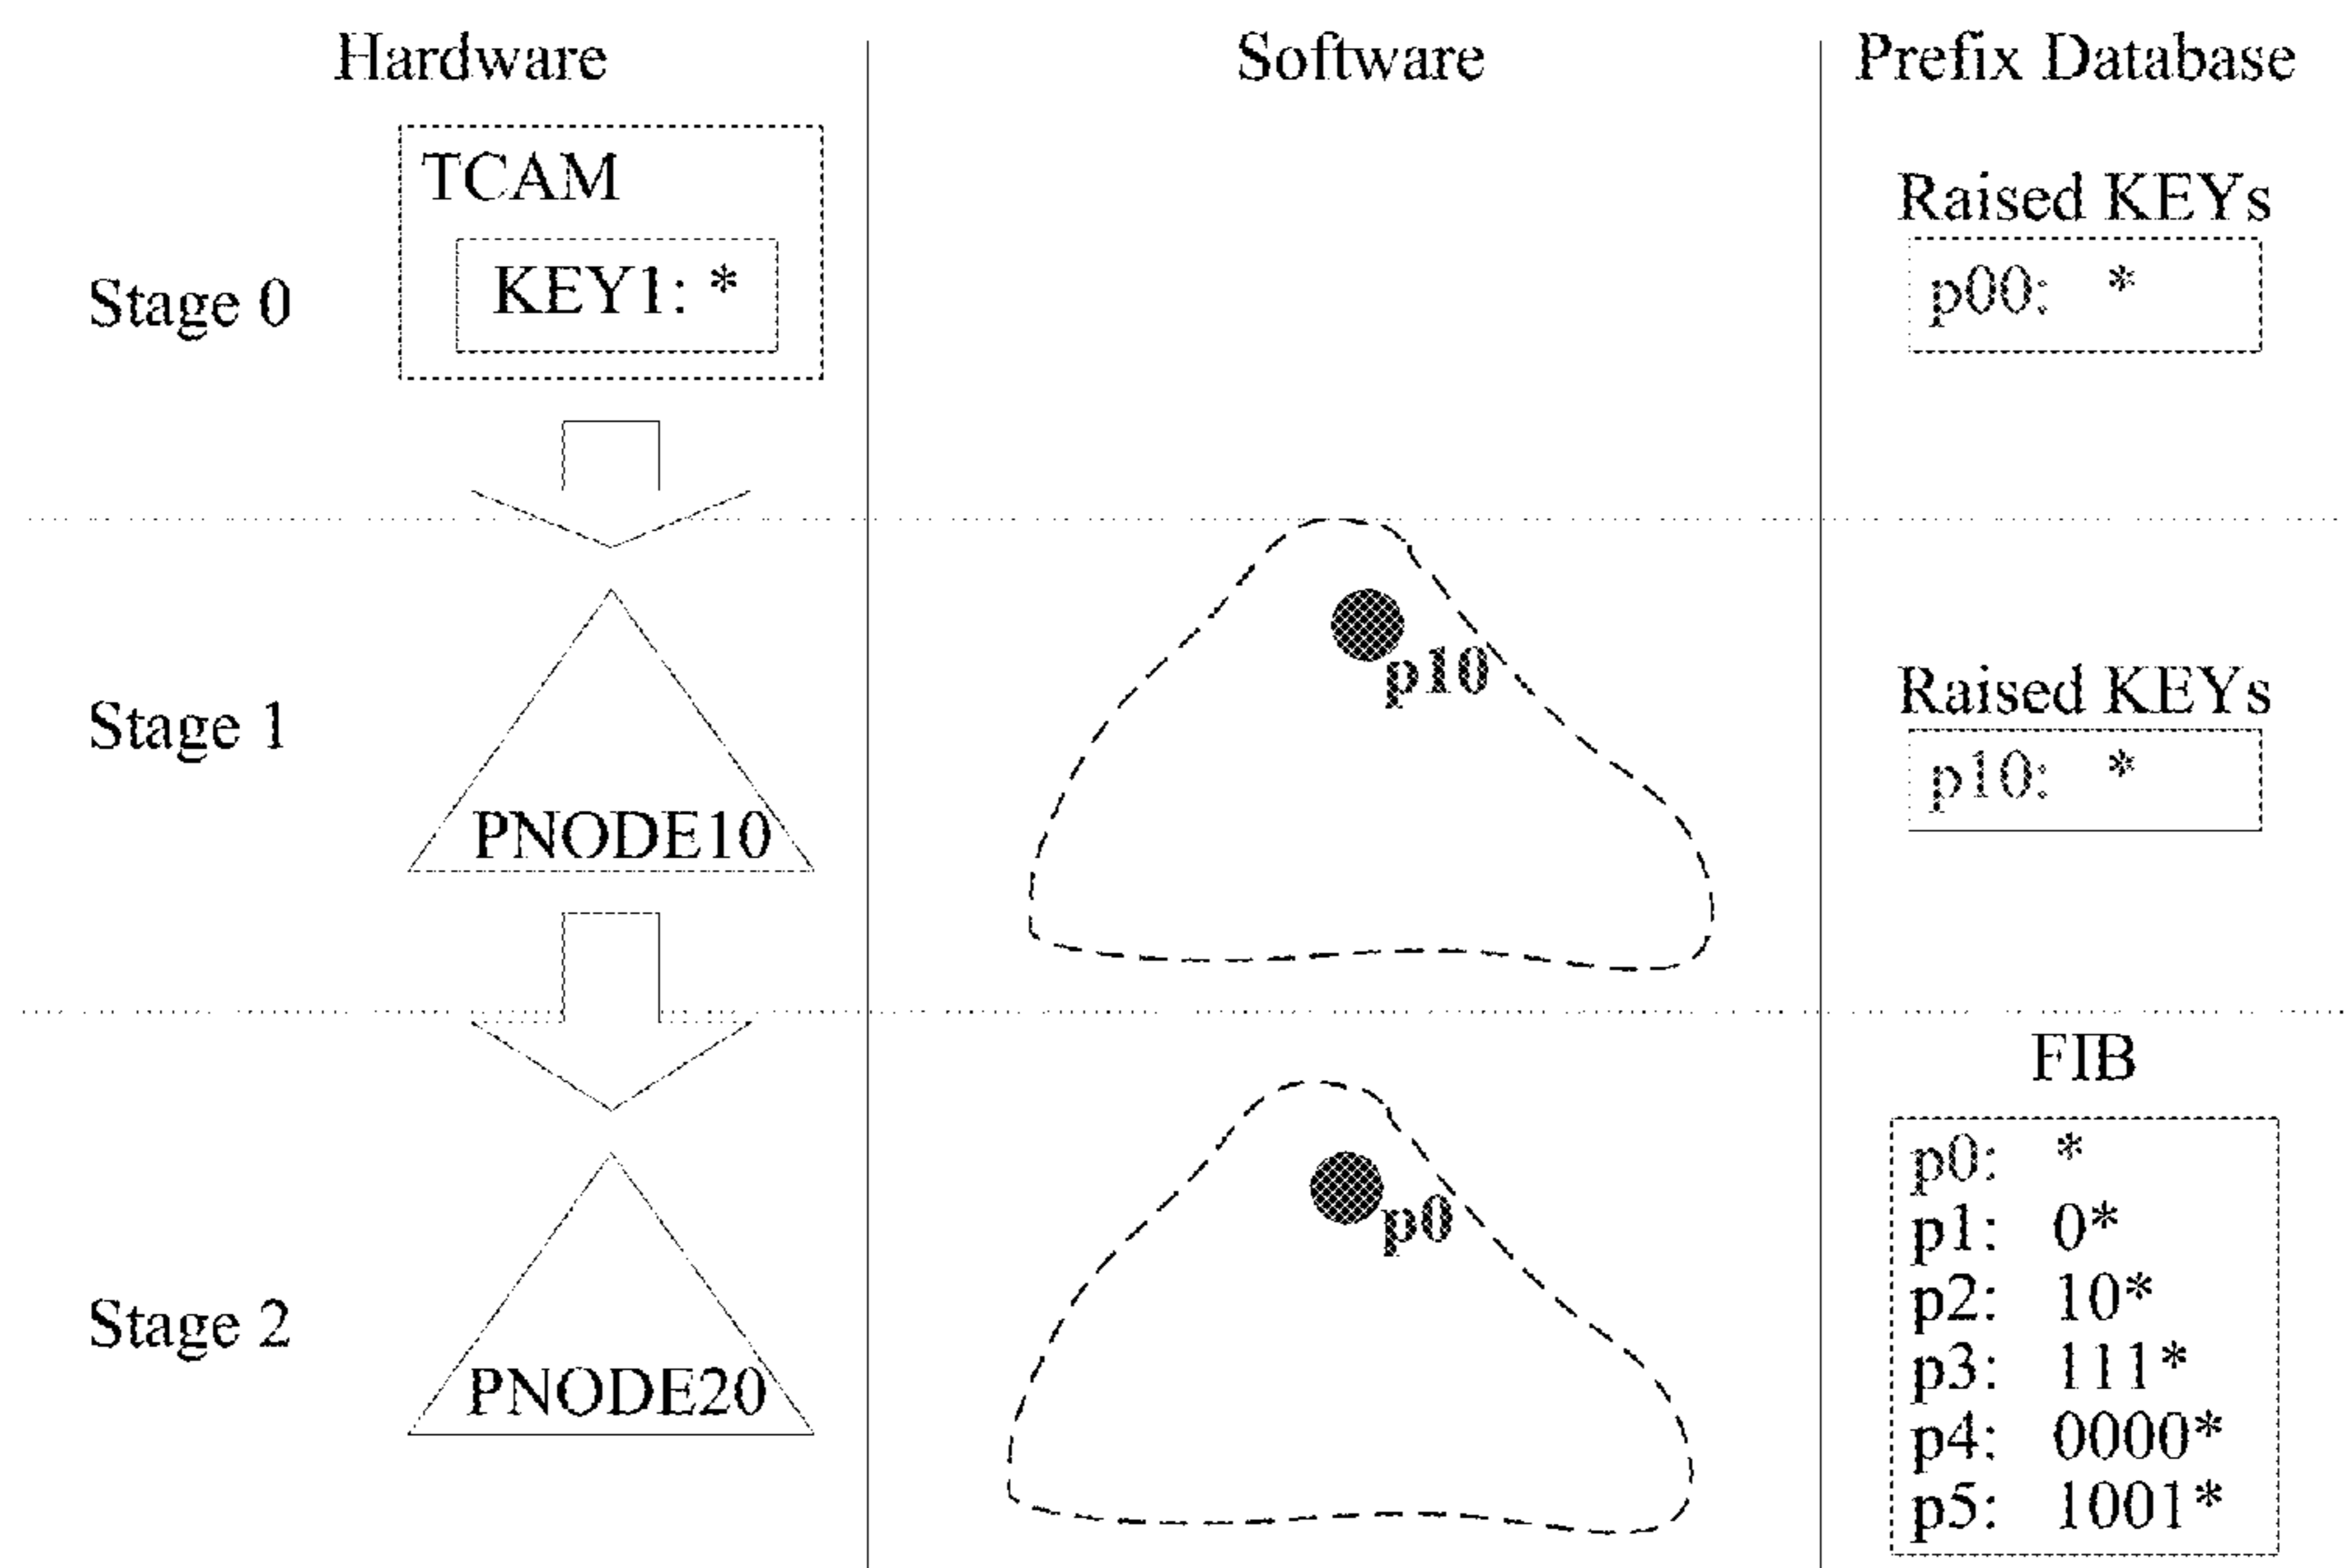 Hardware
Software
Prefix Database
TCAM
KEY1: *
Stage 0
Raised KEYs
p00: *
Stage 1
PNODE10
p10
Raised KEYs
p10: *
Stage 2
PNODE20
p0
FIB
p0: *
p1: 0*
p2: 10*
p3: 111*
p4: 0000*
p5: 1001*